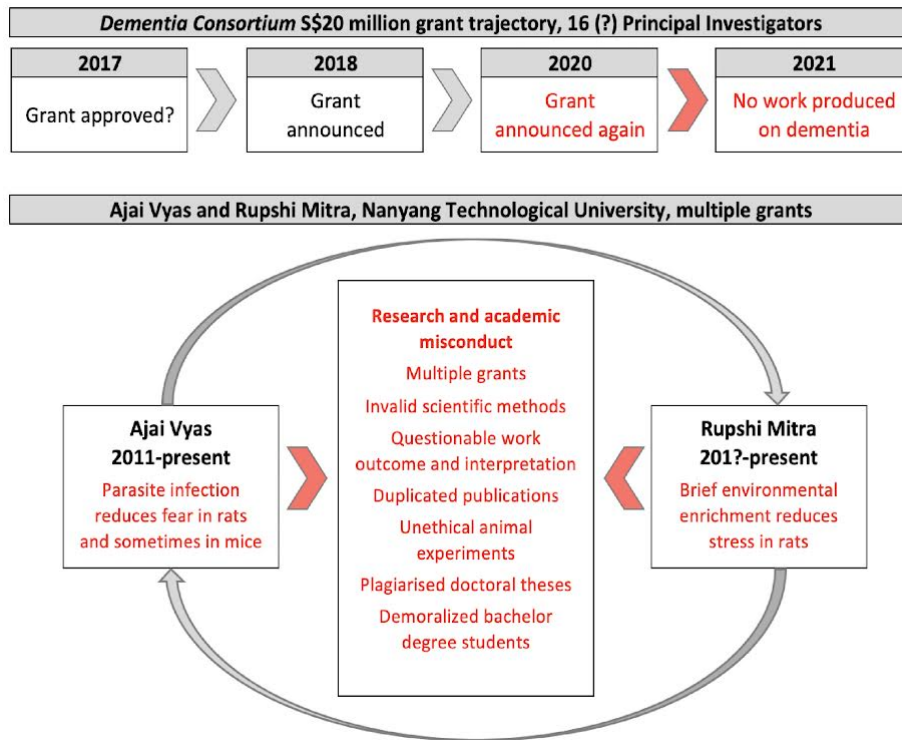 Dementia Consortium S$20 million grant trajectory, 16 (?) Principal Investigators
2017
Grant approved?
2018
Grant
announced
2020
Grant
announced again
2021
No work produced
on dementia
Ajai Vyas and Rupshi Mitra, Nanyang Technological University, multiple grants
Ajai Vyas
2011-present
Parasite infection
reduces fear in rats
and sometimes in mice
Research and academic
misconduct
Multiple grants
Invalid scientific methods
Questionable work
outcome and interpretation
Duplicated publications
Unethical animal
experiments
Plagiarised doctoral theses
Demoralized bachelor
degree students
Rupshi Mitra
201?-present
Brief environmental
enrichment reduces
stress in rats